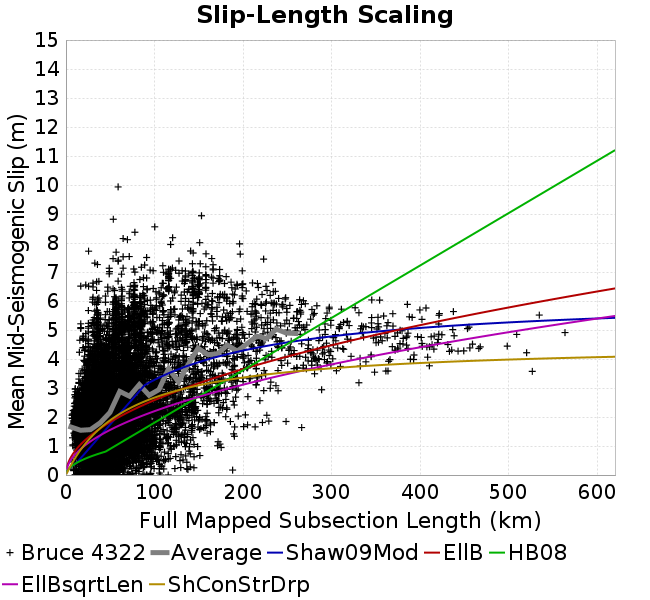 Slip-Length Scaling
Mean Mid-Seismogenic Slip (m)
15
14
13
12
11
10
9
8
7
6
5
4
3
2
1
0
0 100 200 300 400 500 600
Full Mapped Subsection Length (km)
Bruce 4322 Average Shaw09Mod EllB HB08
EllBsqrtLen ShConStrDrp